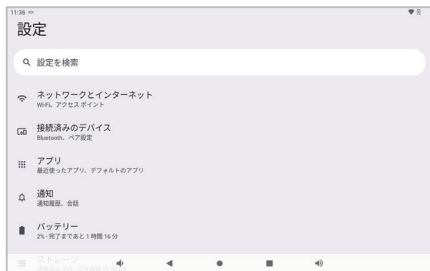 11:36
設定
設定を検索
ネットワークとインターネット
Wi-Fi、アクセス ポイント
接続済みのデバイス
Bluetooth、ペア設定
アプリ
最近使ったアプリ、デフォルトのアプリ
通知
通知履歴、会話
バッテリー
2%-完了まであと 1 時間 16 分
ストレージ